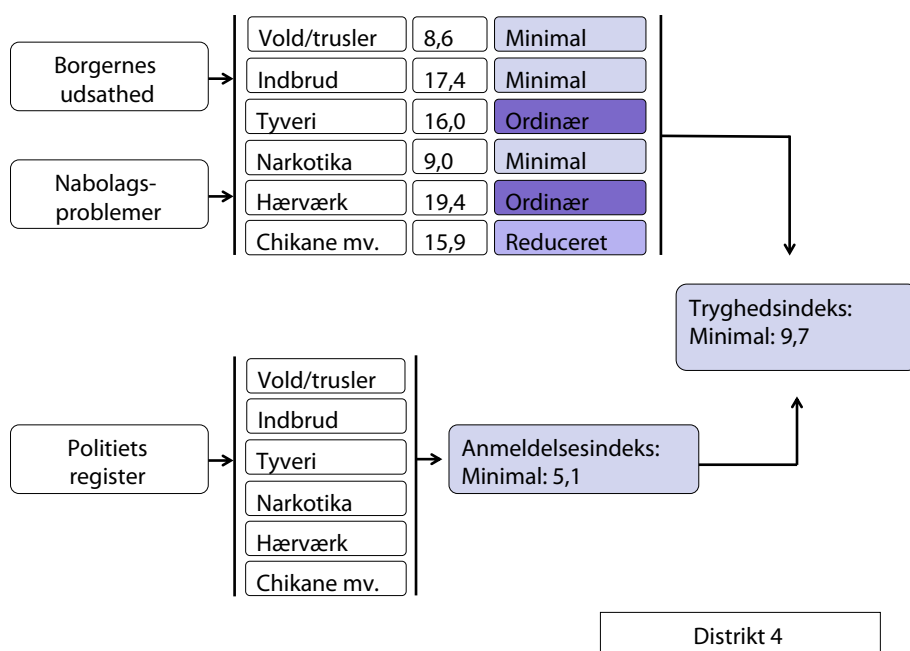 Borgernes
udsathed
Nabolags-
problemer
Vold/trusler 8,6 Minimal
Indbrud 17,4 Minimal
Tyveri 16,0 Ordinær
Narkotika 9,0 Minimal
Hærværk 19,4 Ordinær
Chikane mv. 15,9 Reduceret
Tryghedsindeks:
Minimal: 9,7
Politiets
register
Vold/trusler
Indbrud
Tyveri
Narkotika
Hærværk
Chikane mv.
Anmeldelsesindeks:
Minimal: 5,1
Distrikt 4